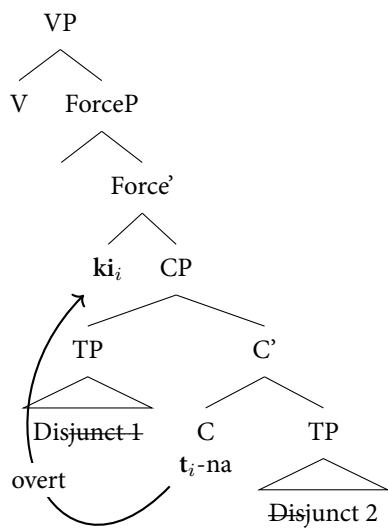 VP
V ForceP
Force’
ki_i CP
TP C’
Disjunct 1 C TP
t_i-na
overt Disjunct 2